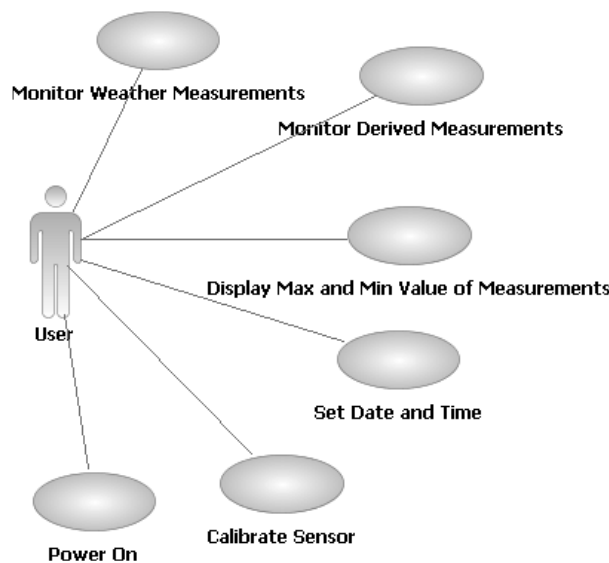 Monitor Weather Measurements
Monitor Derived Measurements
Display Max and Min Value of Measurements
User
Set Date and Time
Calibrate Sensor
Power On